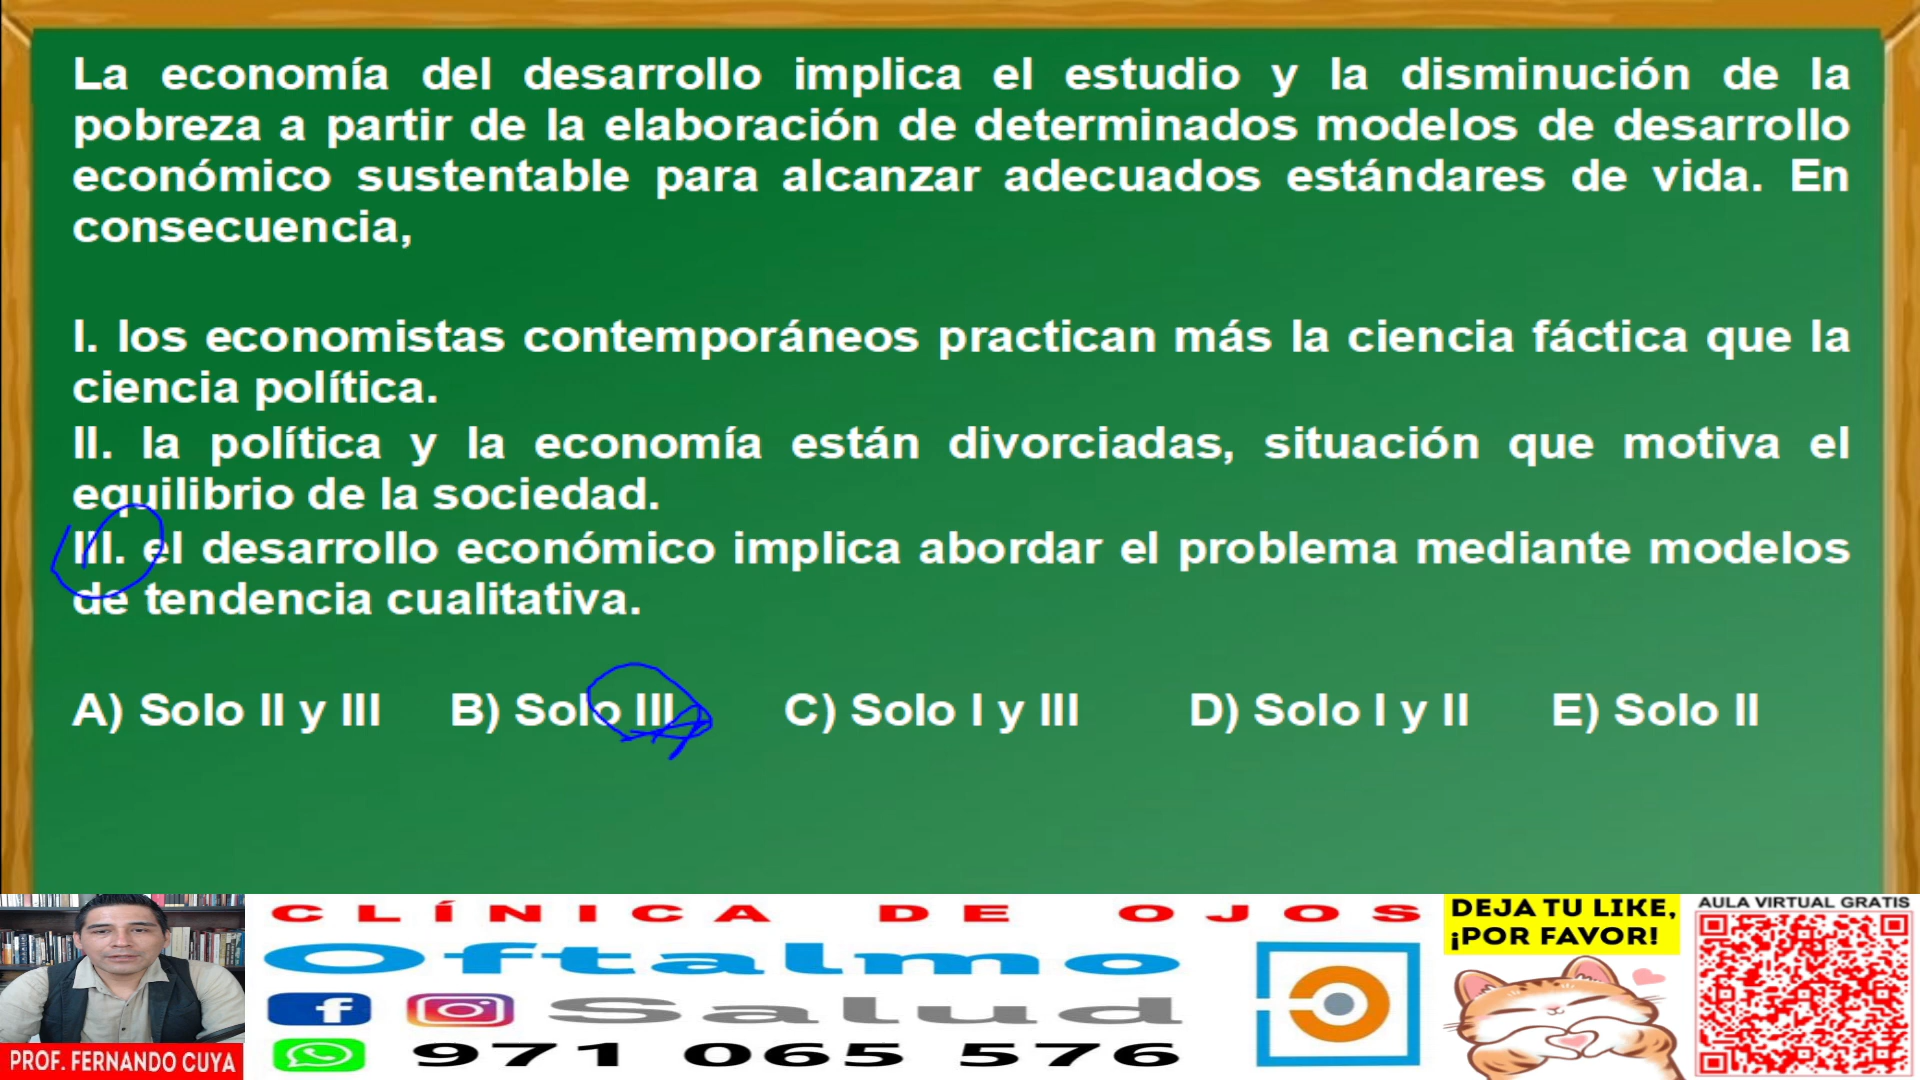 La economía del desarrollo implica el estudio y la disminución de la
pobreza a partir de la elaboración de determinados modelos de desarrollo
económico sustentable para alcanzar adecuados estándares de vida. En
consecuencia,
I. los economistas contemporáneos practican más la ciencia fáctica que la
ciencia política.
II. la política y la economía están divorciadas, situación que motiva el
equilibrio de la sociedad.
III. el desarrollo económico implica abordar el problema mediante modelos
de tendencia cualitativa.
A) Solo II y III B) Solo III C) Solo I y III D) Solo I y II E) Solo II
CLÍNICA DE OJOS
Oftalmo
Salud
971 065 576
DEJA TU LIKE,
¡POR FAVOR!
AULA VIRTUAL GRATIS
PROF. FERNANDO CUYA